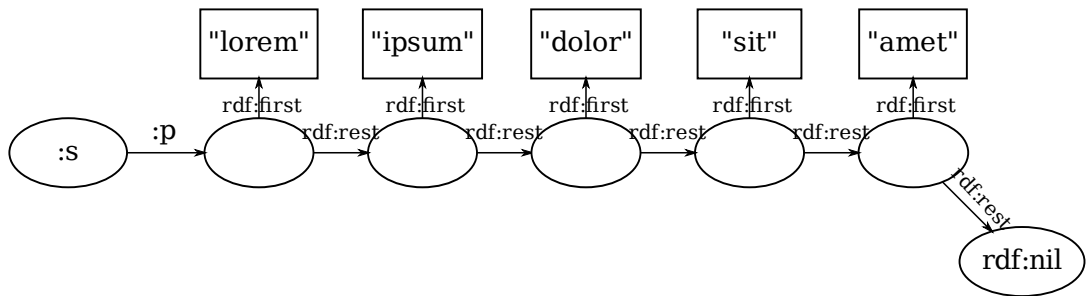 "lorem" "ipsum" "dolor" "sit" "amet"
rdf:first rdf:first rdf:first rdf:first rdf:first
:s :p rdf:rest rdf:rest rdf:rest rdf:rest
rdf:rest
rdf:nil